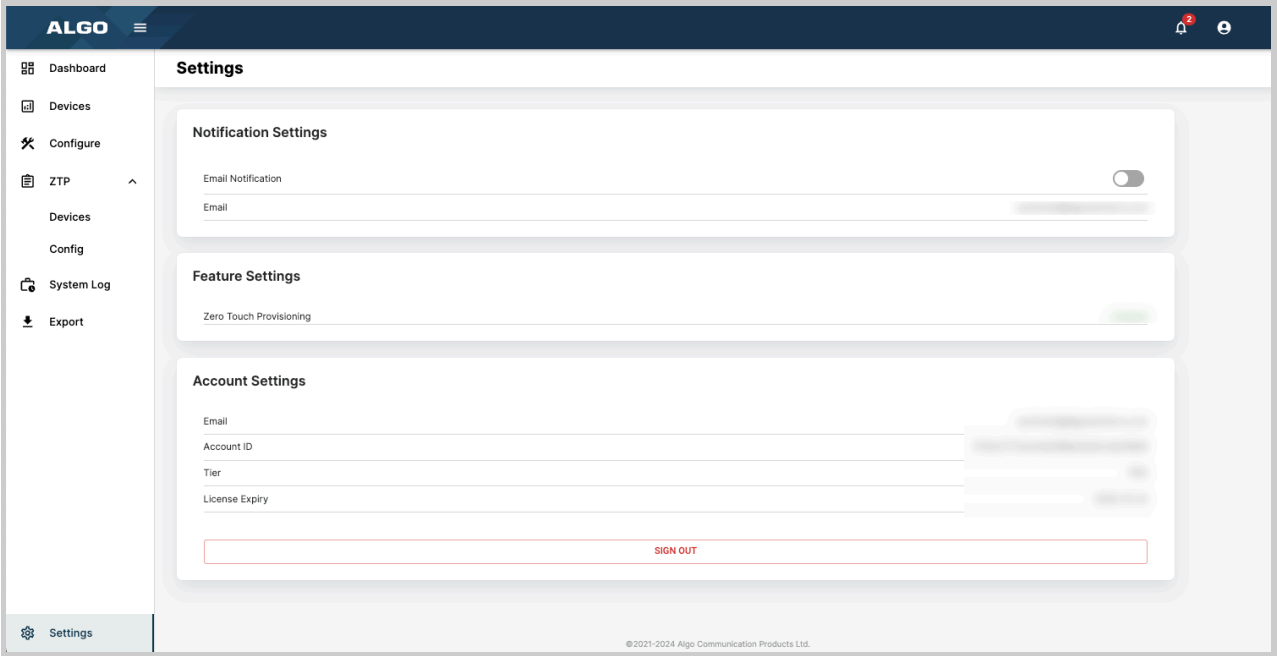 ALGO
2
Dashboard
Devices
Configure
ZTP
Devices
Config
System Log
Export
Settings
Settings
Notification Settings
Email Notification
Email
Feature Settings
Zero Touch Provisioning
Account Settings
Email
Account ID
Tier
License Expiry
SIGN OUT
©2021-2024 Algo Communication Products Ltd.